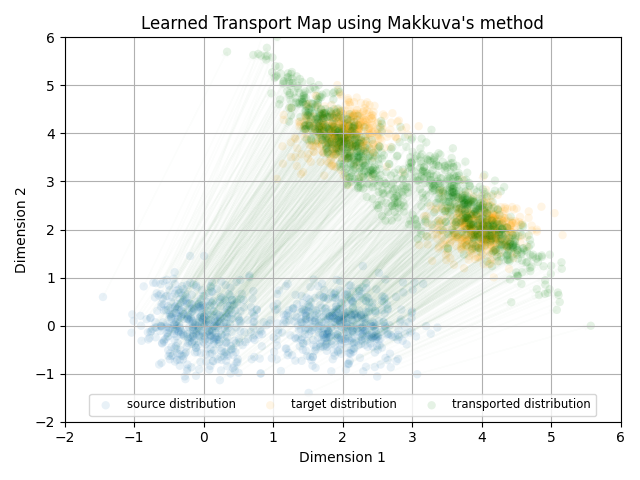 Learned Transport Map using Makkuva's method
6
5
4
3
2
1
0
−1
−2
Dimension 2
source distribution target distribution transported distribution
−2 −1 0 1 2 3 4 5 6
Dimension 1